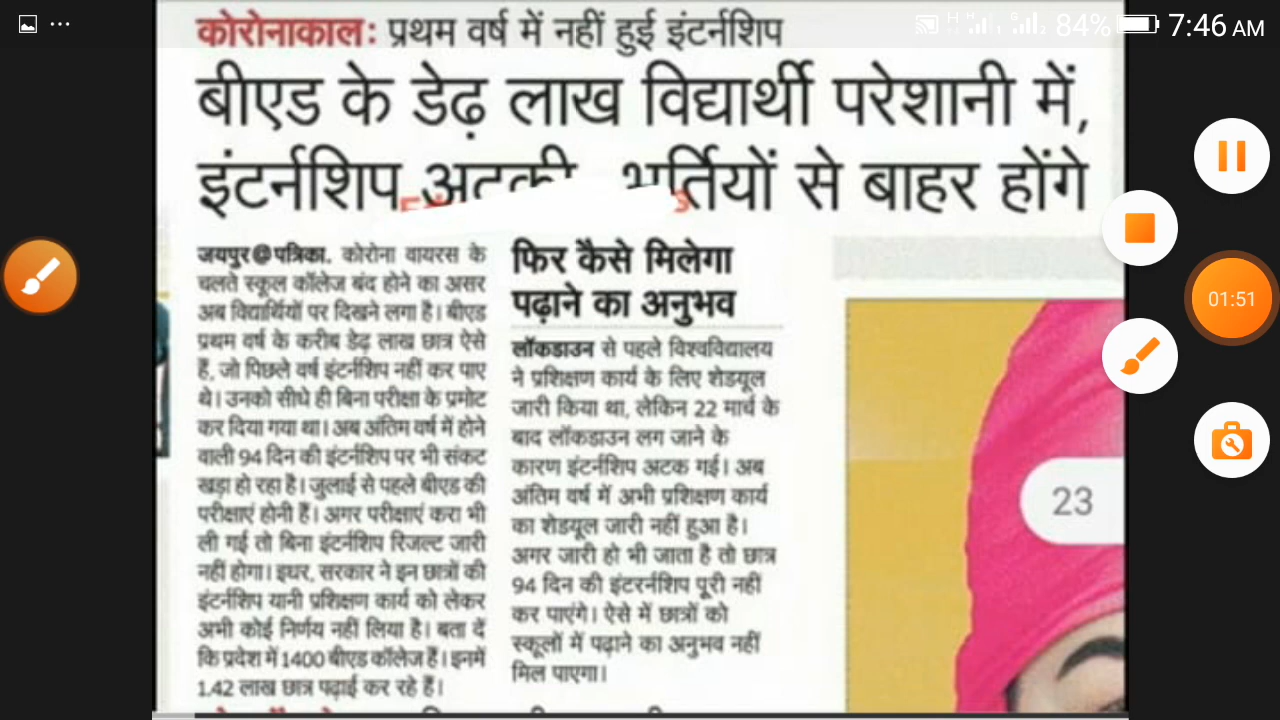 7:46 AM
84%
कोरोनाकाल: प्रथम वर्ष में नहीं हुई इंटर्नशिप
बीएड के डेढ़ लाख विद्यार्थी परेशानी में,
इंटर्नशिप अटकी भर्तियों से बाहर होंगे
जयपुर@पत्रिका. कोरोना वायरस के
चलते स्कूल कॉलेज बंद होने का असर
अब विद्यार्थियों पर दिखने लगा है। बीएड
प्रथम वर्ष के करीब डेढ़ लाख छात्र ऐसे
हैं, जो पिछले वर्ष इंटर्नशिप नहीं कर पाए
थे। उनको सीधे ही बिना परीक्षा के प्रमोट
कर दिया गया था। अब अंतिम वर्ष में होने
वाली 94 दिन की इंटर्नशिप पर भी संकट
खड़ा हो रहा है। जुलाई से पहले बीएड की
परीक्षाएं होनी हैं। अगर परीक्षाएं करा भी
ली गई तो बिना इंटर्नशिप रिजल्ट जारी
नहीं होगा। इधर, सरकार ने इन छात्रों की
इंटर्नशिप यानी प्रशिक्षण कार्य को लेकर
अभी कोई निर्णय नहीं लिया है। बता दें
कि प्रदेश में 1400 बीएड कॉलेज हैं। इनमें
1.42 लाख छात्र पढ़ाई कर रहे हैं।
फिर कैसे मिलेगा
पढ़ाने का अनुभव
लॉकडाउन से पहले विश्वविद्यालय
ने प्रशिक्षण कार्य के लिए शेडयूल
जारी किया था, लेकिन 22 मार्च के
बाद लॉकडाउन लग जाने के
कारण इंटर्नशिप अटक गई। अब
अंतिम वर्ष में अभी प्रशिक्षण कार्य
का शेडयूल जारी नहीं हुआ है।
अगर जारी हो भी जाता है तो छात्र
94 दिन की इंटरर्नशिप पूरी नहीं
कर पाएंगे। ऐसे में छात्रों को
स्कूलों में पढ़ाने का अनुभव नहीं
मिल पाएगा।
01:51
23